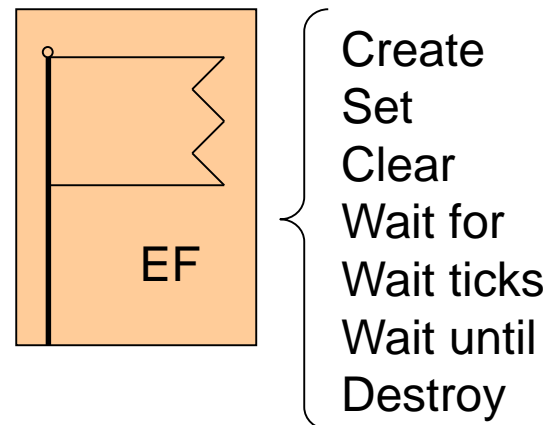 EF
Create
Set
Clear
Wait for
Wait ticks
Wait until
Destroy